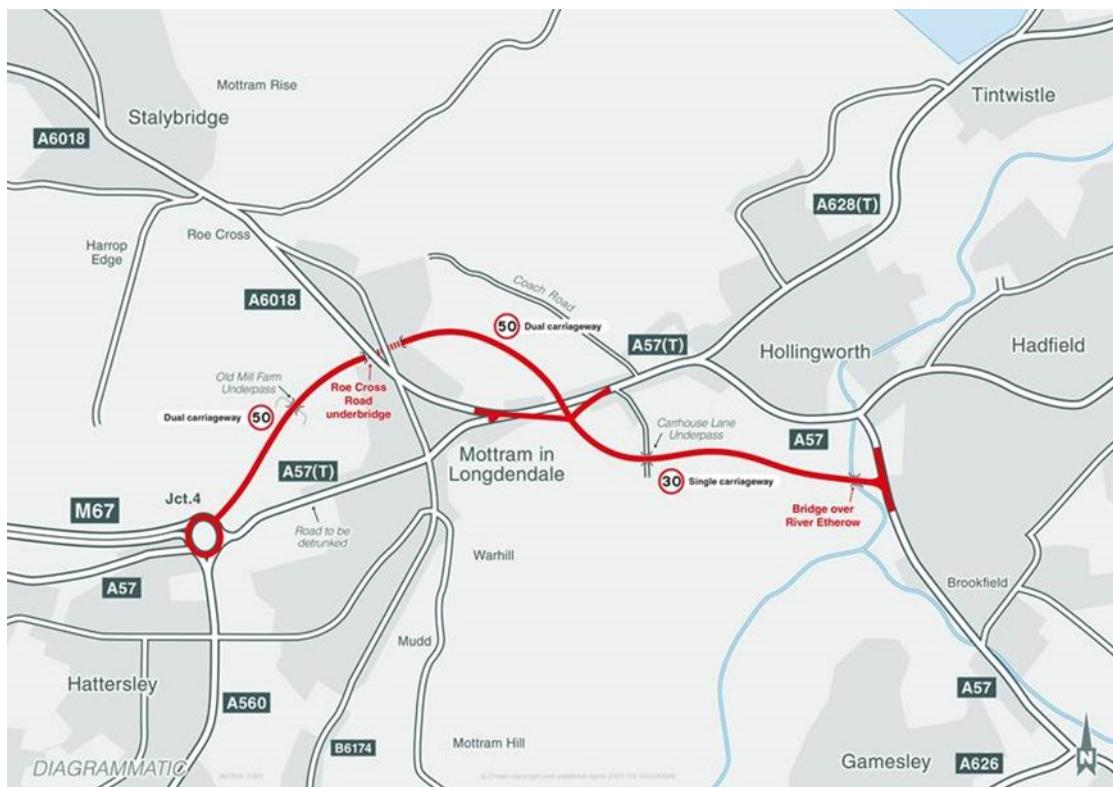 Mottram Rise
Stalybridge
Tintwistle
A6018
A628(T)
Roe Cross
Harrop
Edge
A6018
Coach Road
50 Dual carriageway
A57(T)
Hollingworth
Hadfield
Old Mill Farm
Underpass
Roe Cross
Road
underbridge
Dual carriageway 50
Carrhouse Lane
Underpass
A57
Mottram in
Longdendale
A57(T)
30 Single carriageway
Jct.4
M67
Road to be
detrunked
Bridge over
River Etherow
Warhill
A57
Brookfield
Mudd
Hattersley
A560
A57
B6174
Mottram Hill
Gamesley
A626
N
DIAGRAMMATIC